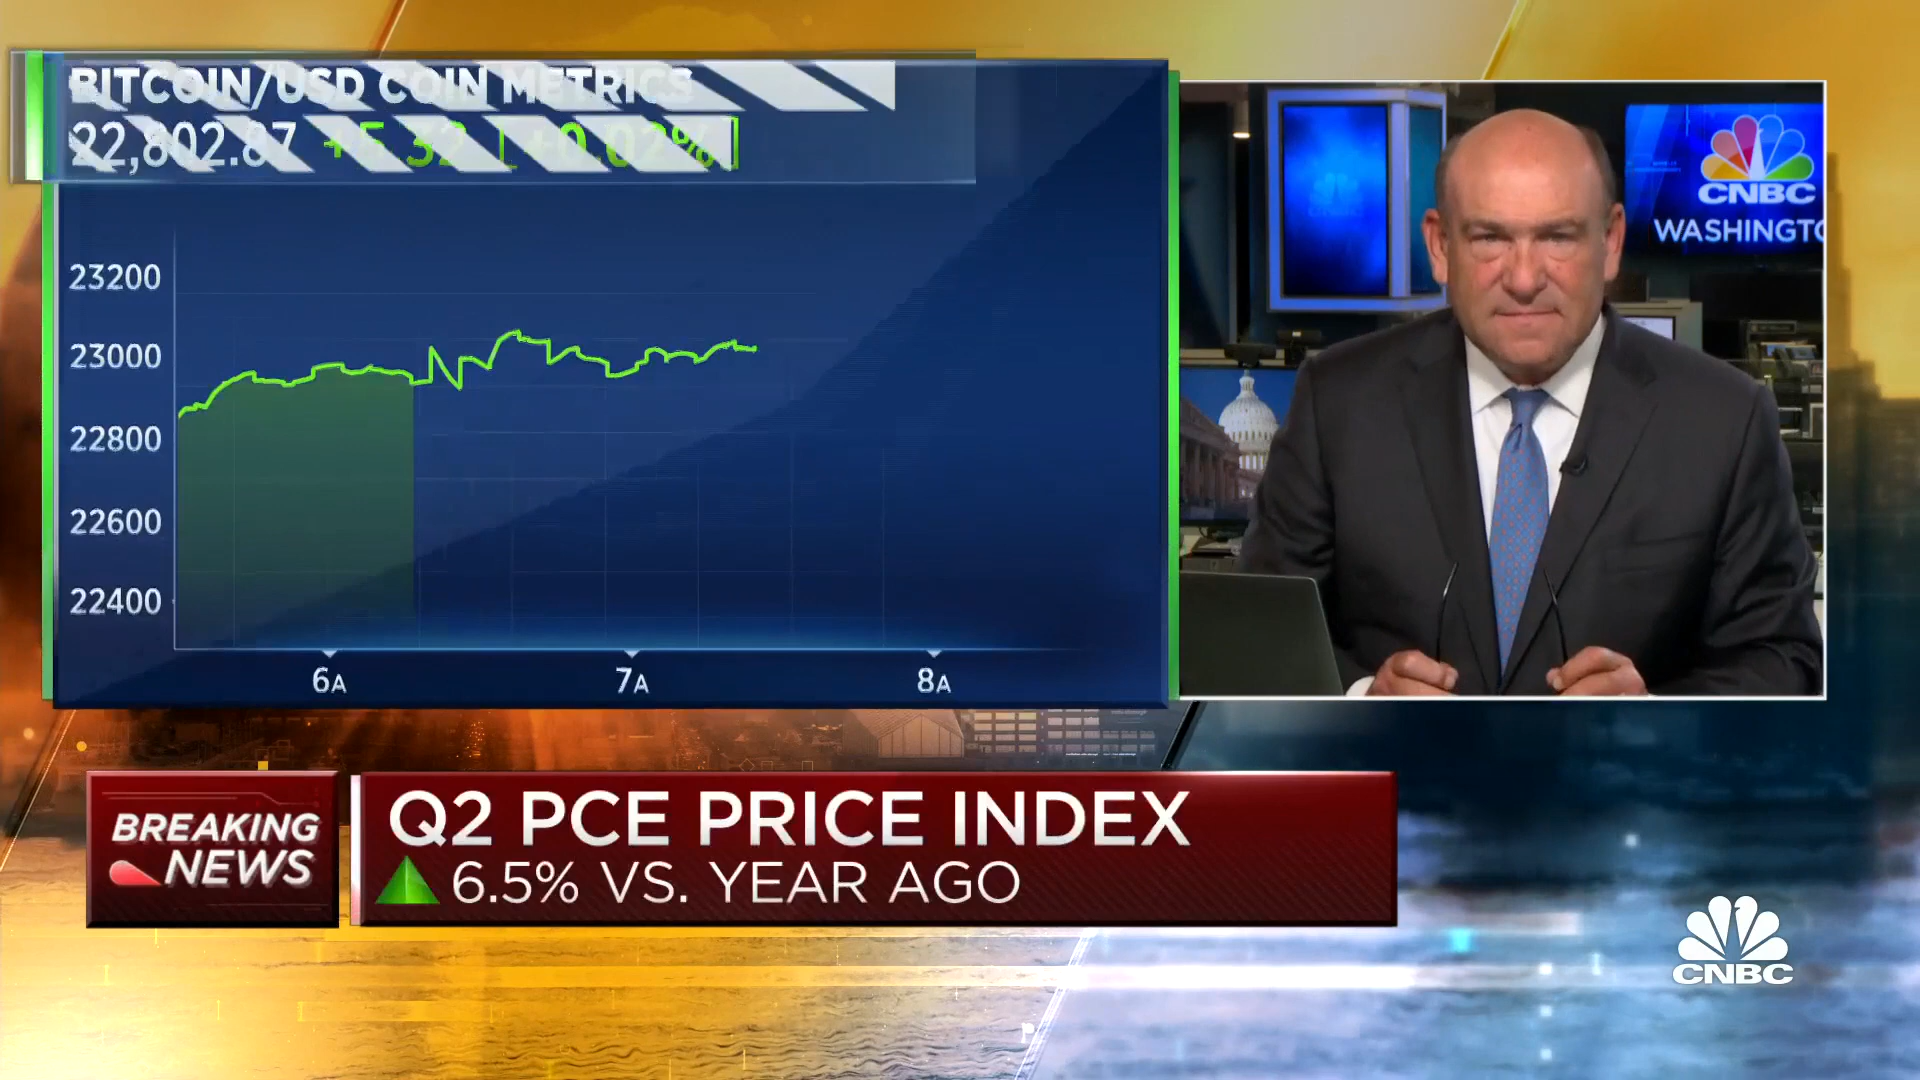 BITCOIN/USD COIN METRICS
22,802.87 +5.32 [+0.02%]
23200
23000
22800
22600
22400
6A
7A
8A
CNBC
WASHINGTO
BREAKING
NEWS
Q2 PCE PRICE INDEX
6.5% VS. YEAR AGO
CNBC